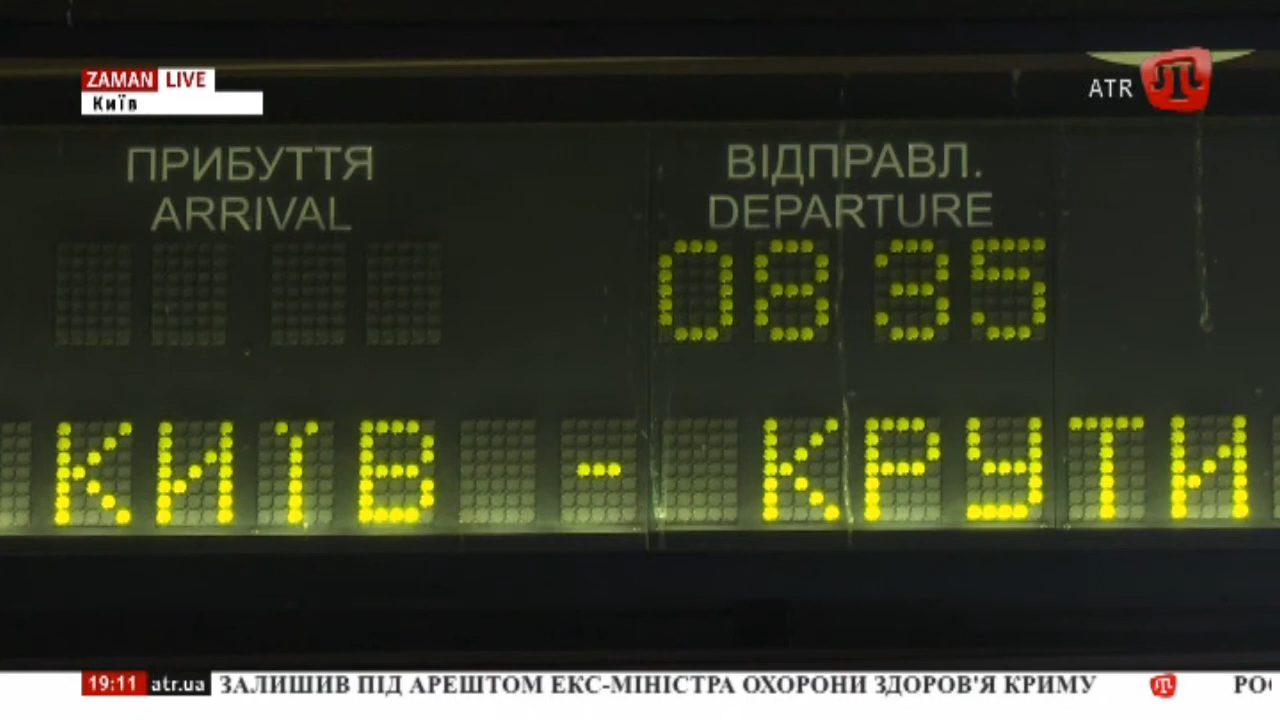 ZAMAN LIVE
Київ
ATR
ПРИБУТТЯ
ARRIVAL
ВІДПРАВЛ.
DEPARTURE
08 35
КИЇВ - КРУТИ
19:11 atr.ua ЗАЛИШИВ ПІД АРЕШТОМ ЕКС-МІНІСТРА ОХОРОНИ ЗДОРОВ'Я КРИМУ